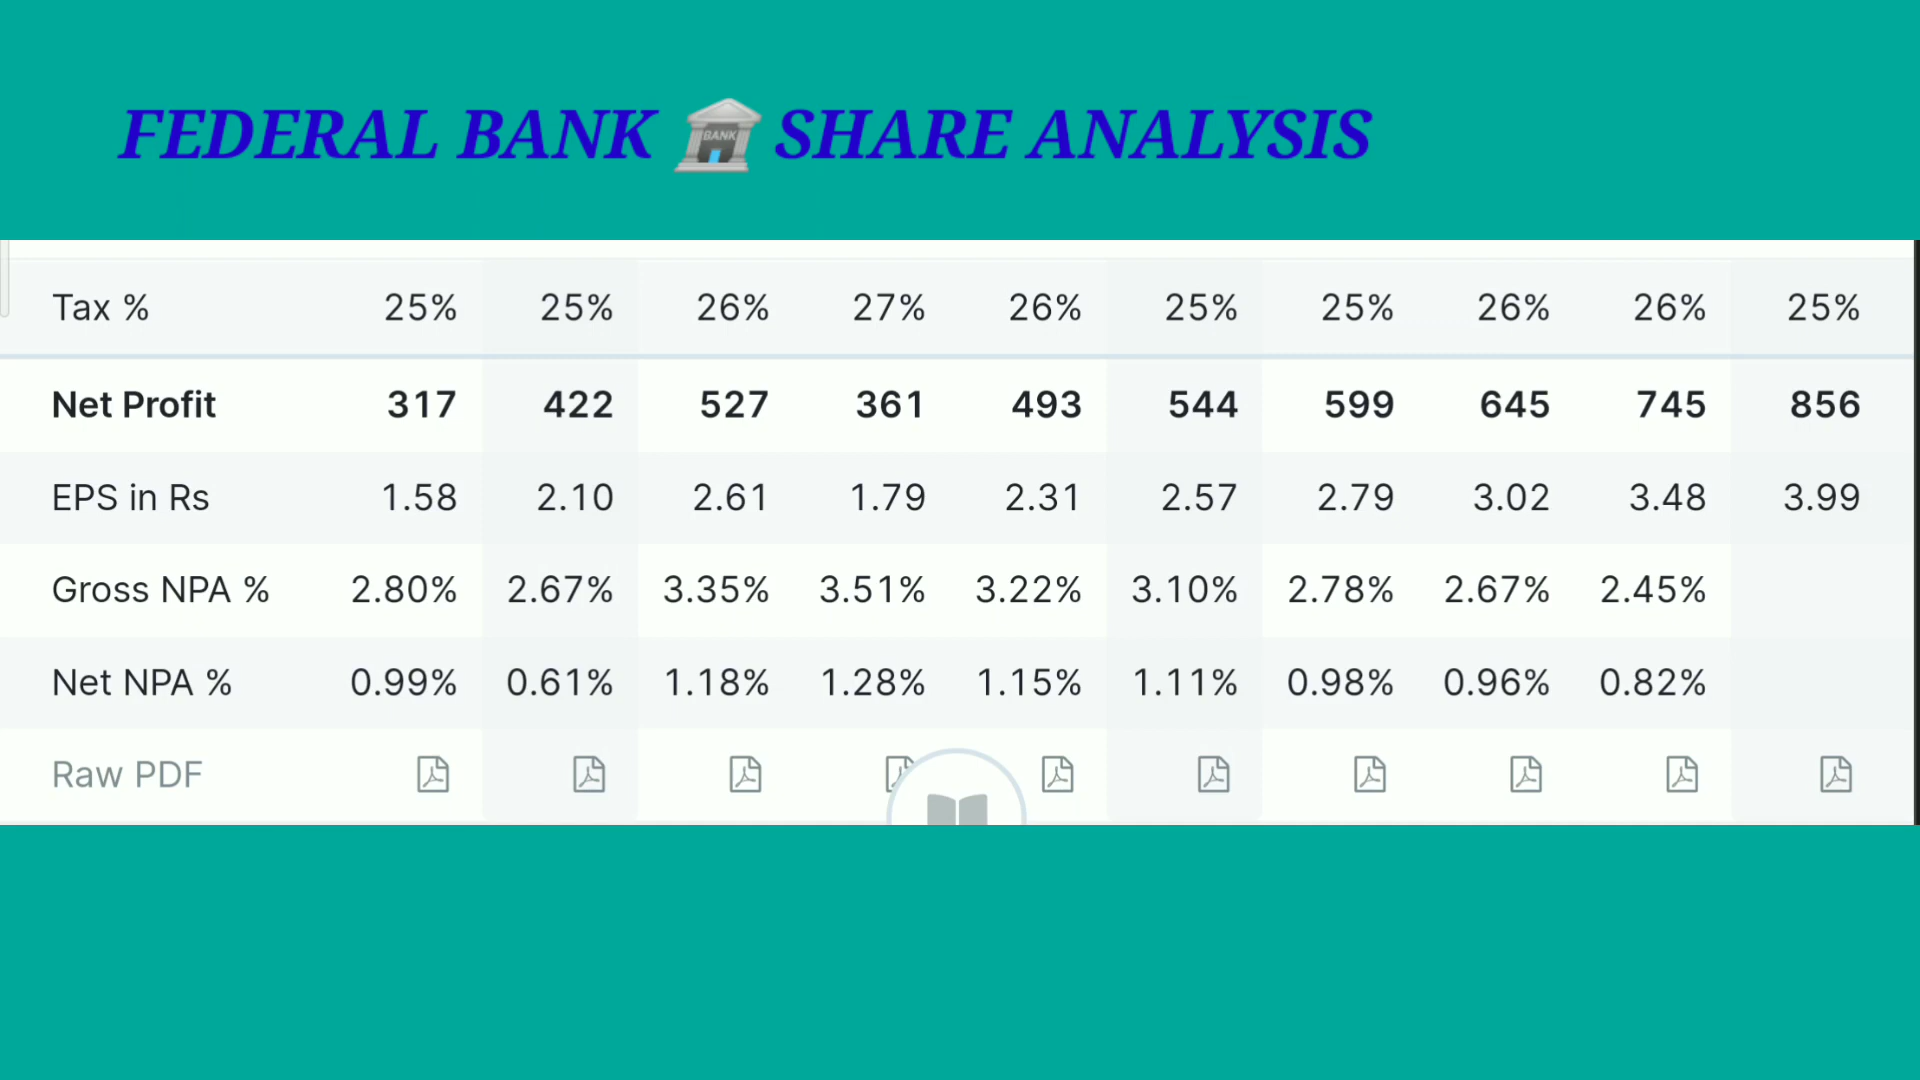 FEDERAL BANK BANK SHARE ANALYSIS
Tax % 25% 25% 26% 27% 26% 25% 25% 26% 26% 25%
Net Profit 317 422 527 361 493 544 599 645 745 856
EPS in Rs 1.58 2.10 2.61 1.79 2.31 2.57 2.79 3.02 3.48 3.99
Gross NPA % 2.80% 2.67% 3.35% 3.51% 3.22% 3.10% 2.78% 2.67% 2.45%
Net NPA % 0.99% 0.61% 1.18% 1.28% 1.15% 1.11% 0.98% 0.96% 0.82%
Raw PDF